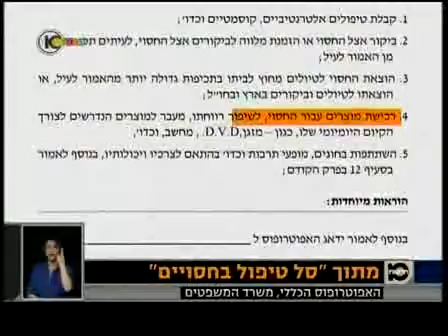 1. קבלת טיפולים אלטרנטיביים, קוסמטיים וכדו';
2. ביקור אצל החסוי או הזמנת מלווה לביקורים אצל החסוי, לעיתים
מן האמור לעיל;
3. הוצאת החסוי לטיולים מחוץ לביתו בתכיפות גדולה יותר מהאמור לעיל, או
הוצאתו לטיולים וביקורים בארץ ובחו״ל;
4. רכישת מוצרים עבור החסוי, לשיפור רווחתו, מעבר למוצרים הנדרשים לצורך
הקיום היומיומי שלו, כגון – מזגן, D.V.D., מחשב, וכדו';
5. השתתפות בחוגים, מופעי תרבות וכדו' בהתאם לצרכיו ויכולותיו, בנוסף לאמור
בסעיף 12 בפרק הקודם;
הוראות מיוחדות:
בנוסף לאמור ידאג האפוטרופוס ל
מתוך "סל טיפול בחסויים"
האפוטרופוס הכללי, משרד המשפטים